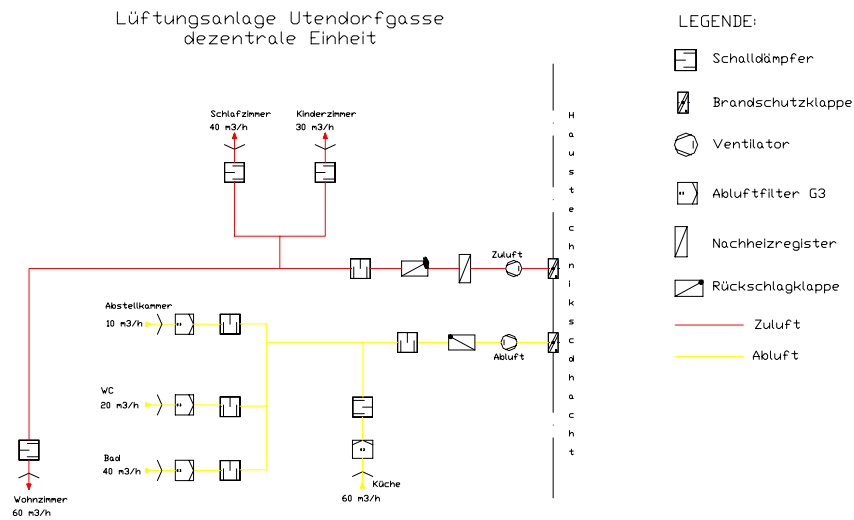 Lüftungsanlage Utendorfgasse
dezentrale Einheit
LEGENDE:
Schalldämpfer
Brandschutzklappe
Ventilator
Abluftfilter G3
Nachheizregister
Rückschlagklappe
Zuluft
Abluft
Schlafzimmer
40 m3/h
Kinderzimmer
30 m3/h
Haustechnikscdhacht
Zuluft
Abstellkammer
10 m3/h
Abluft
WC
20 m3/h
Bad
40 m3/h
Küche
60 m3/h
Wohnzimmer
60 m3/h